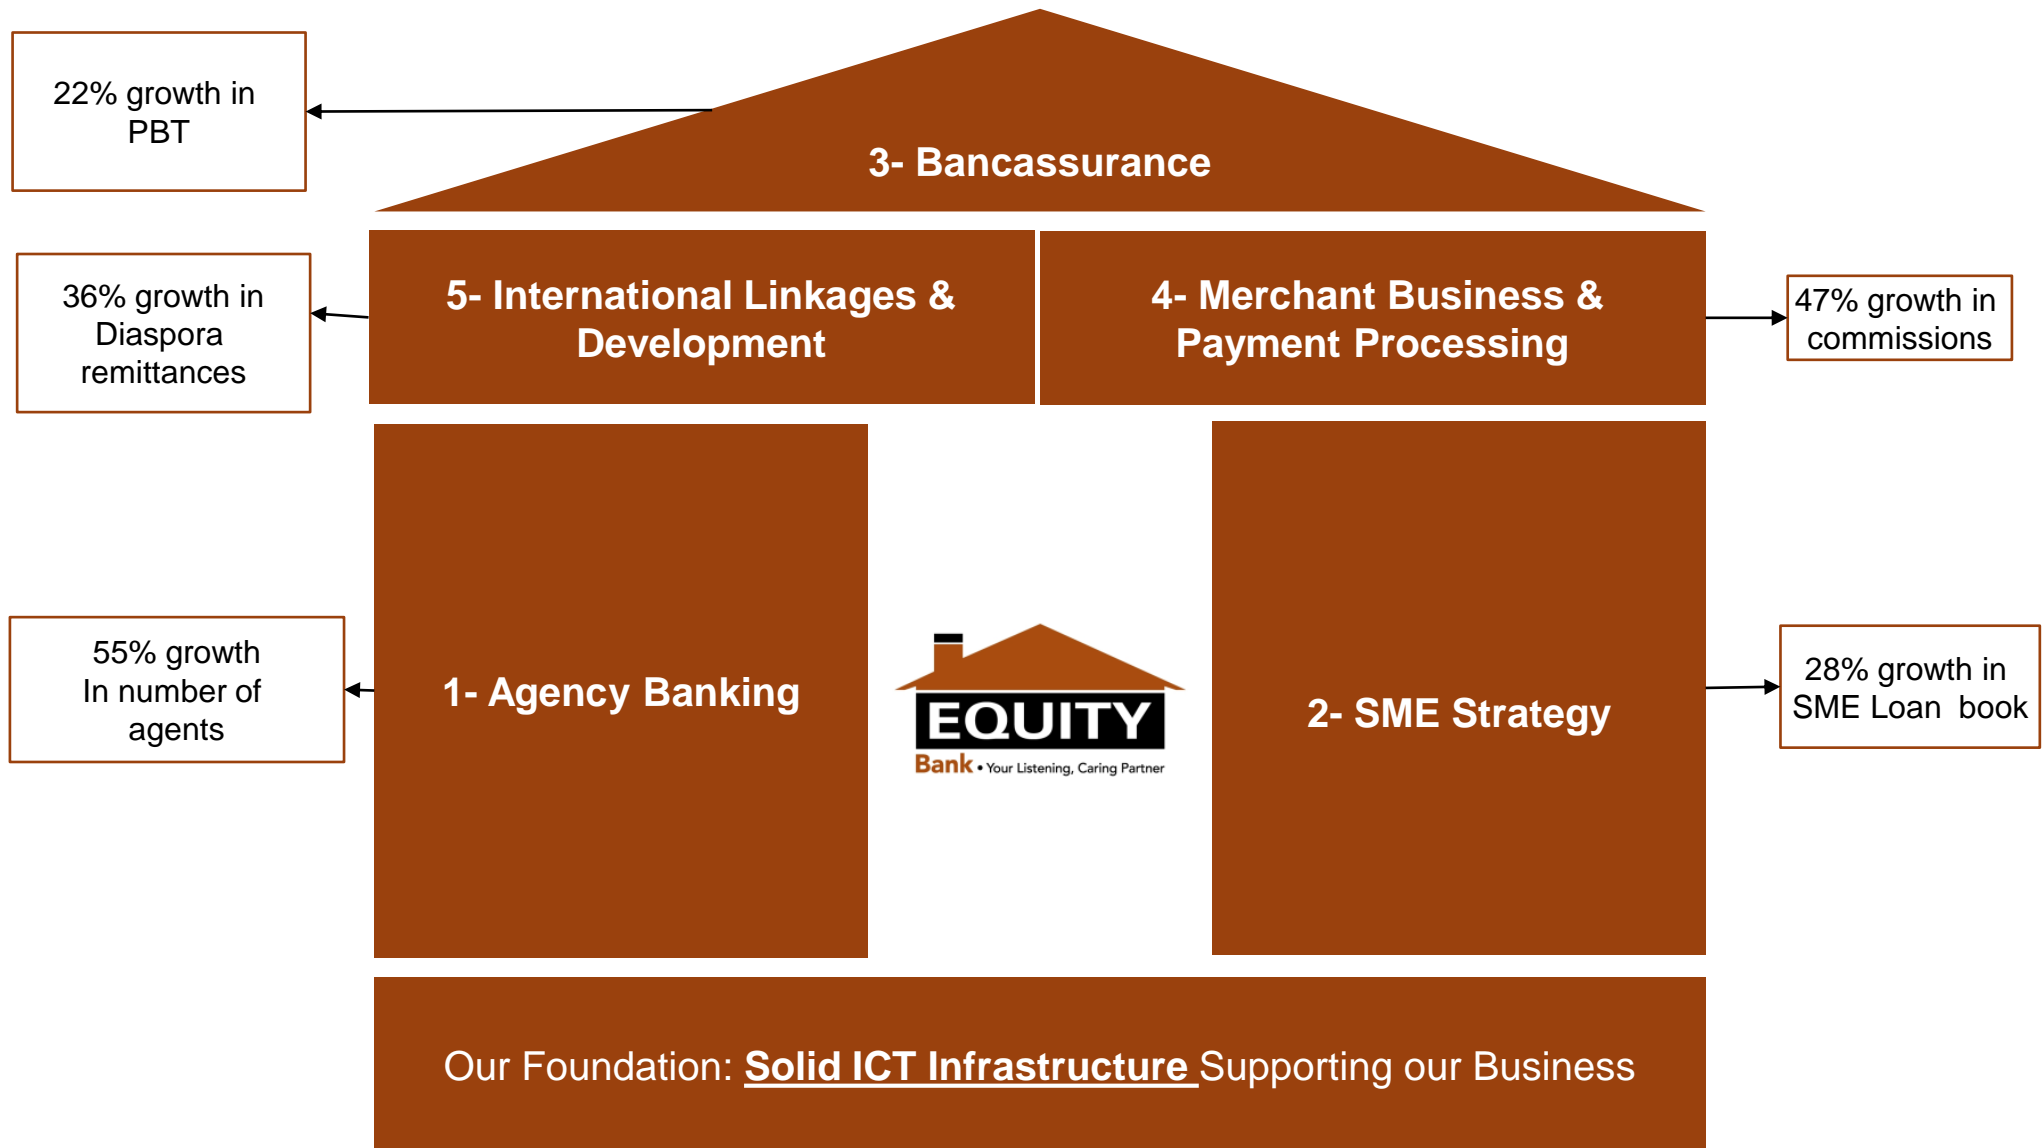 22% growth in
PBT
3- Bancassurance
36% growth in
Diaspora
remittances
5- International Linkages &
Development
4- Merchant Business &
Payment Processing
47% growth in
commissions
55% growth
In number of
agents
1- Agency Banking
EQUITY
Bank • Your Listening, Caring Partner
2- SME Strategy
28% growth in
SME Loan book
Our Foundation: Solid ICT Infrastructure Supporting our Business